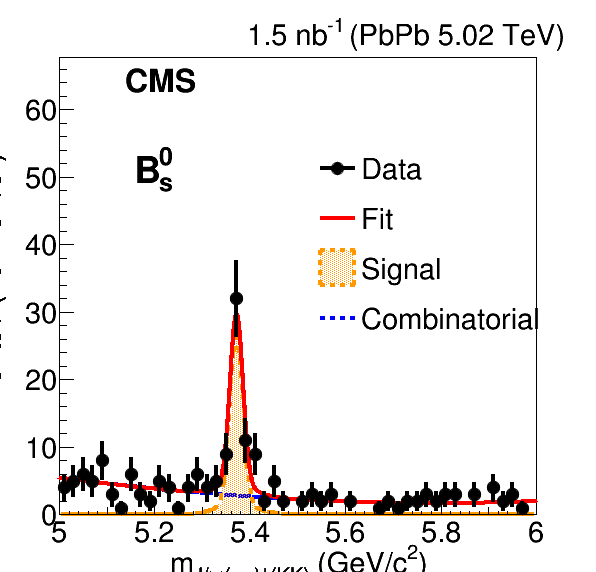 1.5 nb⁻¹ (PbPb 5.02 TeV)
CMS
B⁰ₛ
Data
Fit
Signal
Combinatorial
60
50
40
30
20
10
0
5 5.2 5.4 5.6 5.8 6
(GeV/c²)